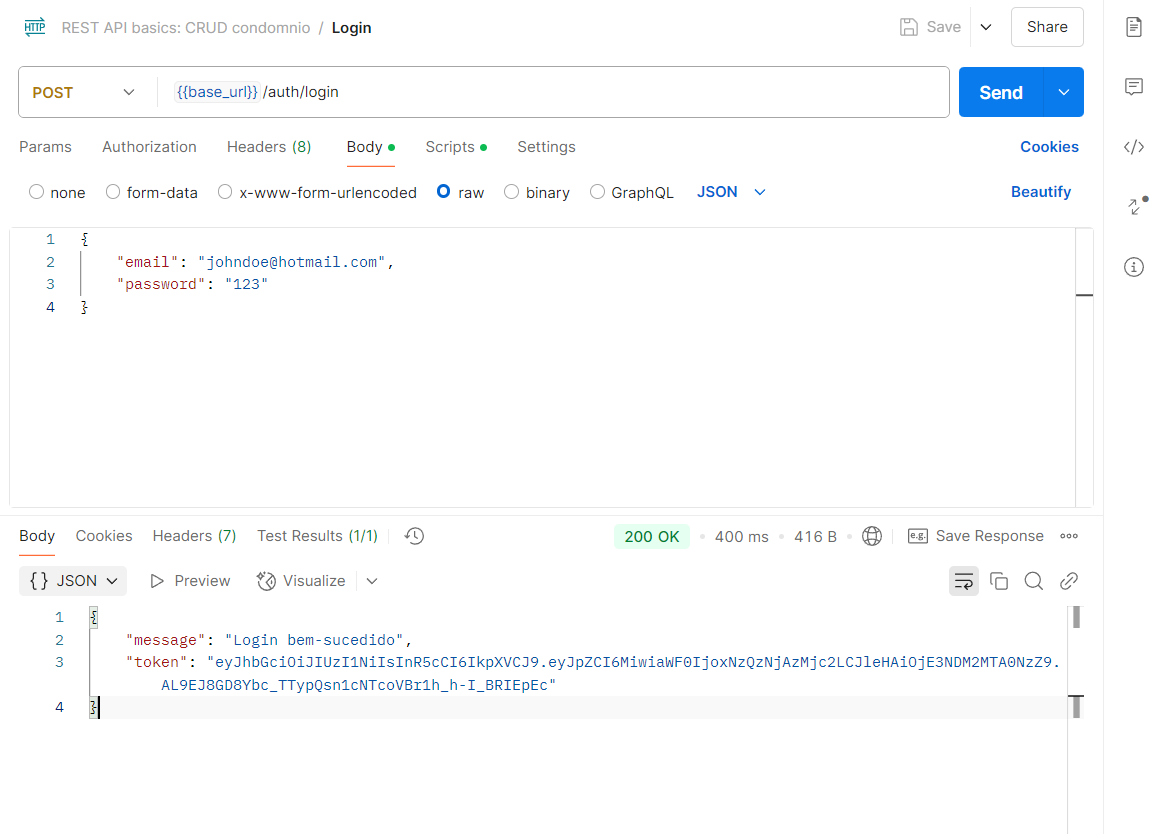 HTTP REST API basics: CRUD condomnio / Login Save Share
POST {{base_url}} /auth/login Send
Params Authorization Headers (8) Body Scripts Settings Cookies
none form-data x-www-form-urlencoded raw binary GraphQL JSON Beautify
1 {
2 "email": "johndoe@hotmail.com",
3 "password": "123"
4 }
Body Cookies Headers (7) Test Results (1/1) 200 OK • 400 ms • 416 B • e.g. Save Response
{} JSON Preview Visualize
1 {
2 "message": "Login bem-sucedido",
3 "token": "eyJhbGciOiJIUzI1NiIsInR5cCI6IkpXVCJ9.eyJpZCI6MiwiaWF0IjoxNzQzNjAzMjc2LCJleHAiOjE3NDM2MTA0NzZ9.
AL9EJ8GD8Ybc_TTypQsn1cNTcoVBr1h_h-I_BRIEpEc"
4 }